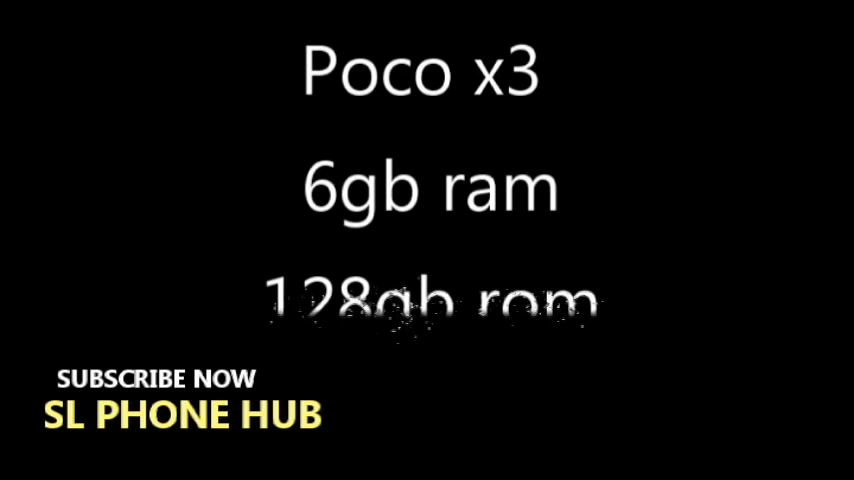 Poco x3
6gb ram
128gb rom
SUBSCRIBE NOW
SL PHONE HUB